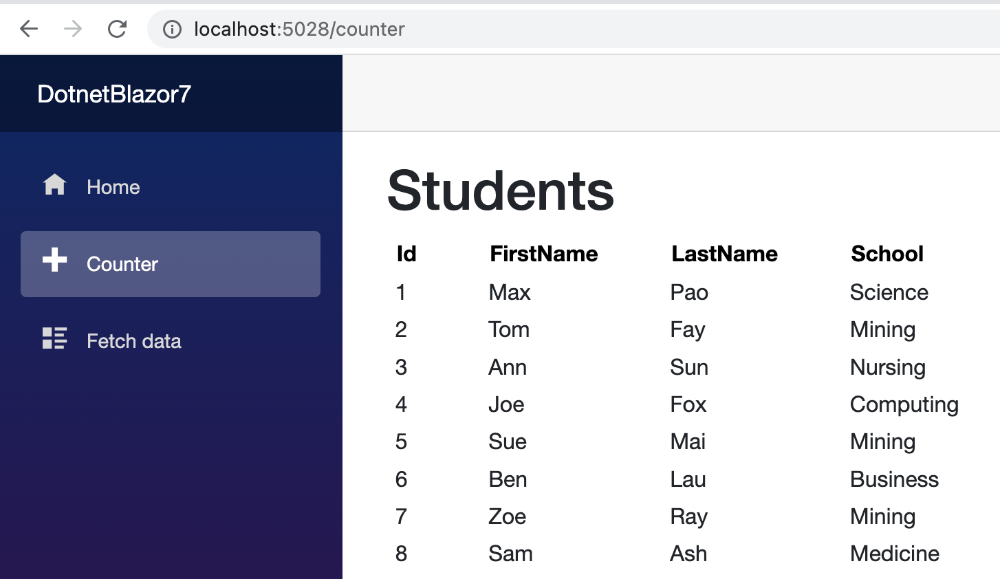 localhost:5028/counter
DotnetBlazor7
Home
Counter
Fetch data
Students
Id FirstName LastName School
1 Max Pao Science
2 Tom Fay Mining
3 Ann Sun Nursing
4 Joe Fox Computing
5 Sue Mai Mining
6 Ben Lau Business
7 Zoe Ray Mining
8 Sam Ash Medicine